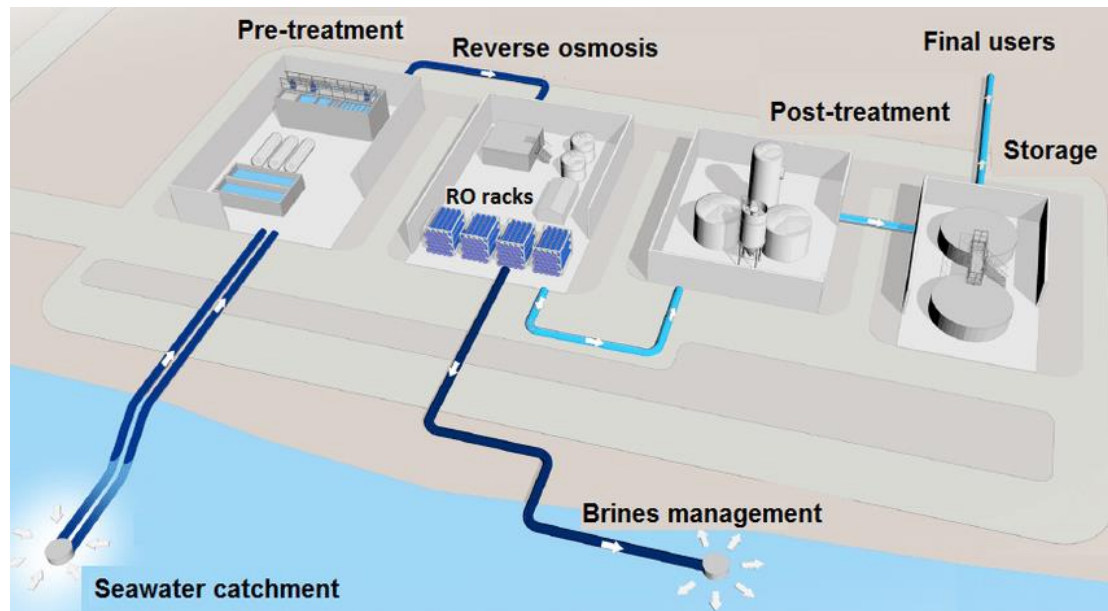 Pre-treatment
Reverse osmosis
Final users
Post-treatment
Storage
RO racks
Brines management
Seawater catchment